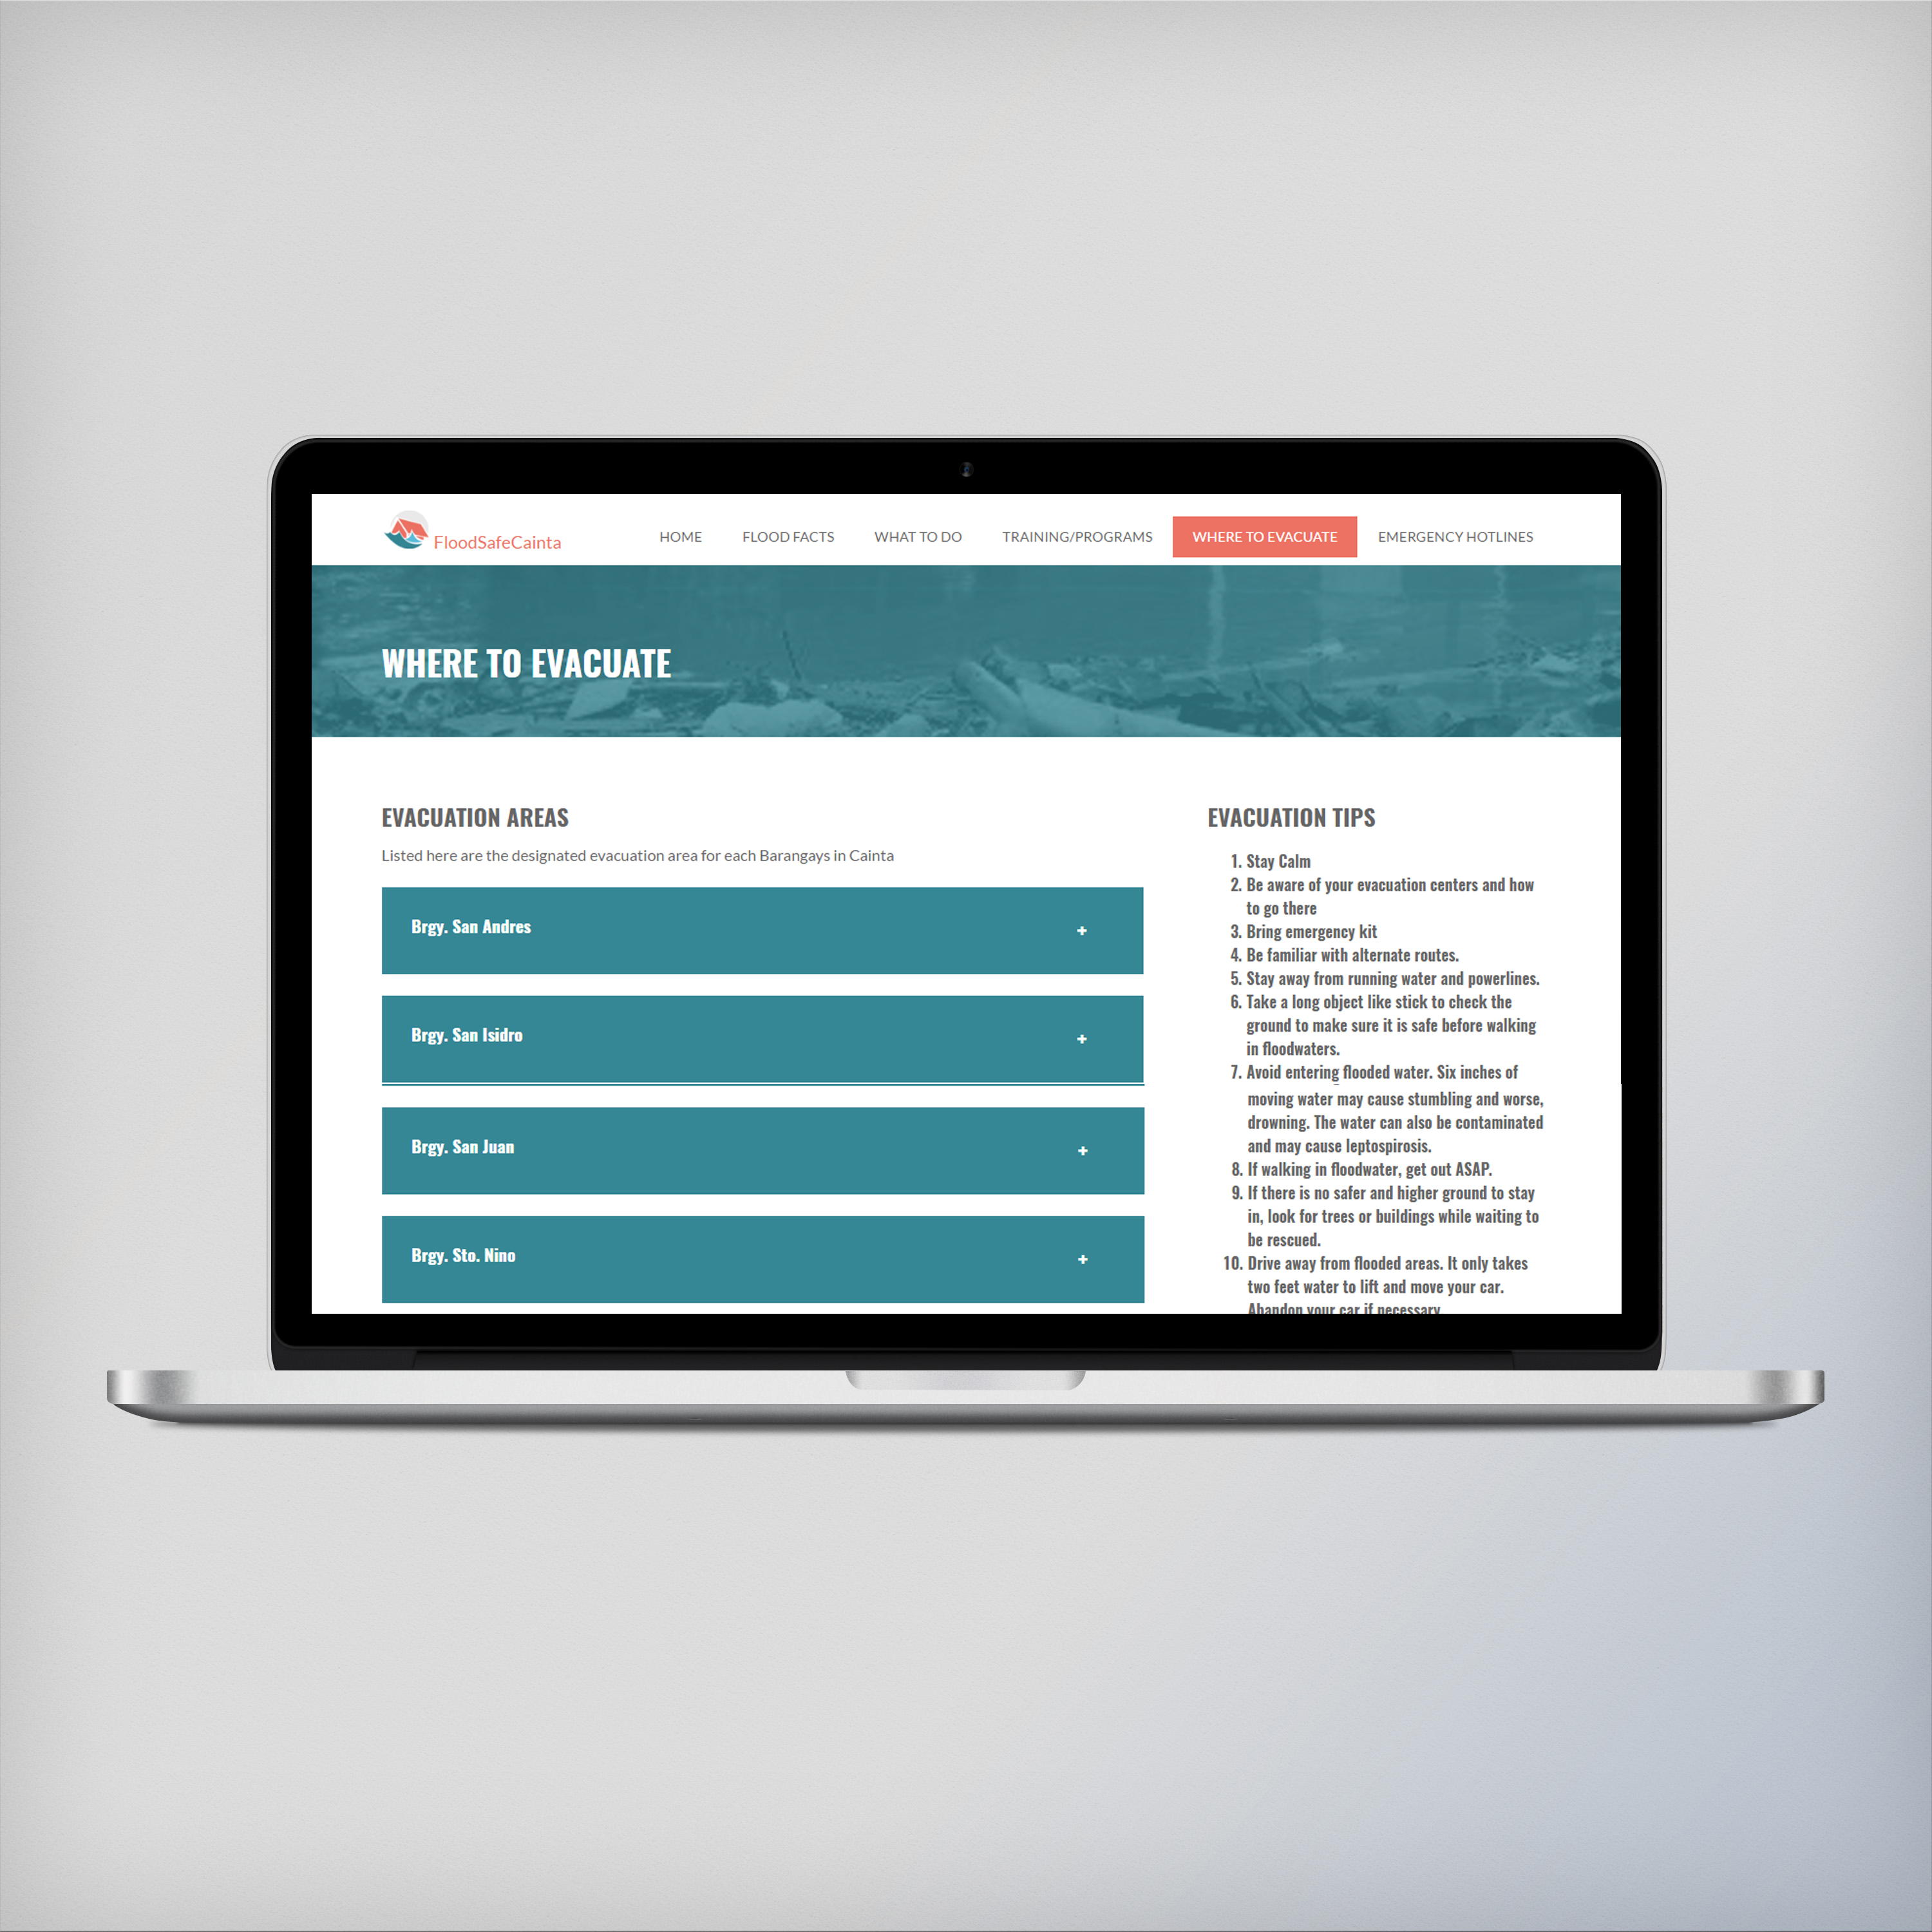 FloodSafeCainta
HOME
FLOOD FACTS
WHAT TO DO
TRAINING/PROGRAMS
WHERE TO EVACUATE
EMERGENCY HOTLINES
WHERE TO EVACUATE
EVACUATION AREAS
Listed here are the designated evacuation area for each Barangays in Cainta
Brgy. San Andres
+
Brgy. San Isidro
+
Brgy. San Juan
+
Brgy. Sto. Nino
+
EVACUATION TIPS
1. Stay Calm
2. Be aware of your evacuation centers and how
to go there
3. Bring emergency kit
4. Be familiar with alternate routes.
5. Stay away from running water and powerlines.
6. Take a long object like stick to check the
ground to make sure it is safe before walking
in floodwaters.
7. Avoid entering flooded water. Six inches of
moving water may cause stumbling and worse,
drowning. The water can also be contaminated
and may cause leptospirosis.
8. If walking in floodwater, get out ASAP.
9. If there is no safer and higher ground to stay
in, look for trees or buildings while waiting to
be rescued.
10. Drive away from flooded areas. It only takes
two feet water to lift and move your car.
Abandon your car if necessary